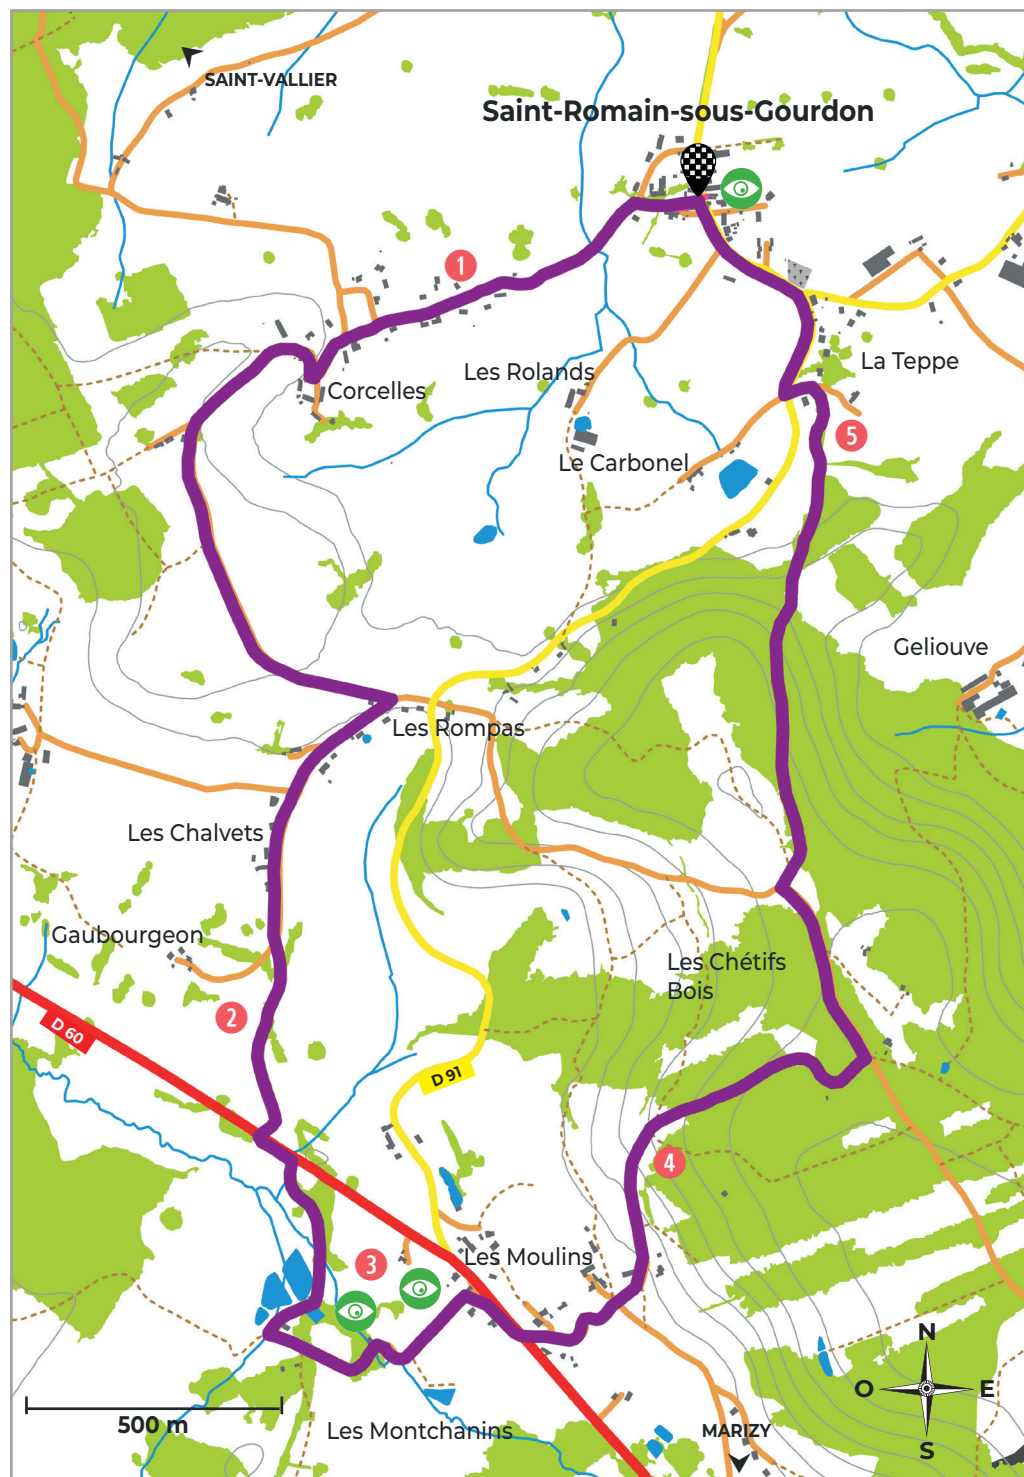 SAINT-VALLIER
Saint-Romain-sous-Gourdon
1
Les Rolands
La Teppe
Corcelles
5
Le Carbonel
Geliouve
Les Rompas
Les Chalvets
Gaubourgeon
Les Chétifs
Bois
2
D 60
D 91
4
3
Les Moulins
N
O
E
S
500 m
Les Montchanins
MARIZY